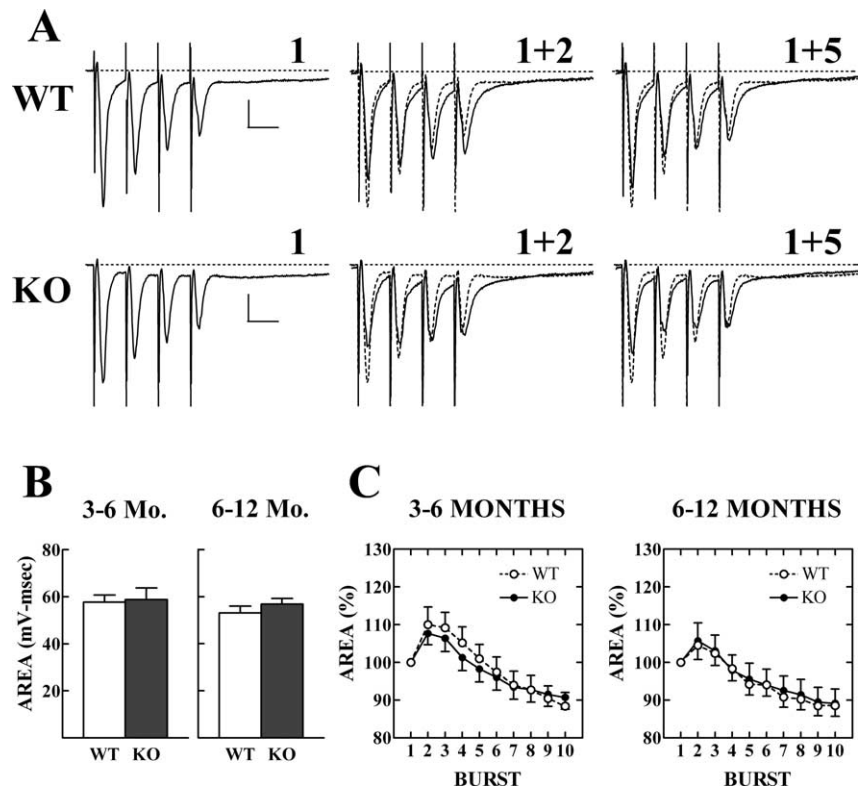 A
1
1+2
1+5
WT
1
1+2
1+5
KO
B
3-6 Mo.
6-12 Mo.
AREA (mV-msec)
80
60
40
20
WT KO
WT KO
C
3-6 MONTHS
6-12 MONTHS
AREA (%)
130
120
110
100
90
80
WT
KO
1 2 3 4 5 6 7 8 9 10
BURST
AREA (%)
130
120
110
100
90
80
WT
KO
1 2 3 4 5 6 7 8 9 10
BURST